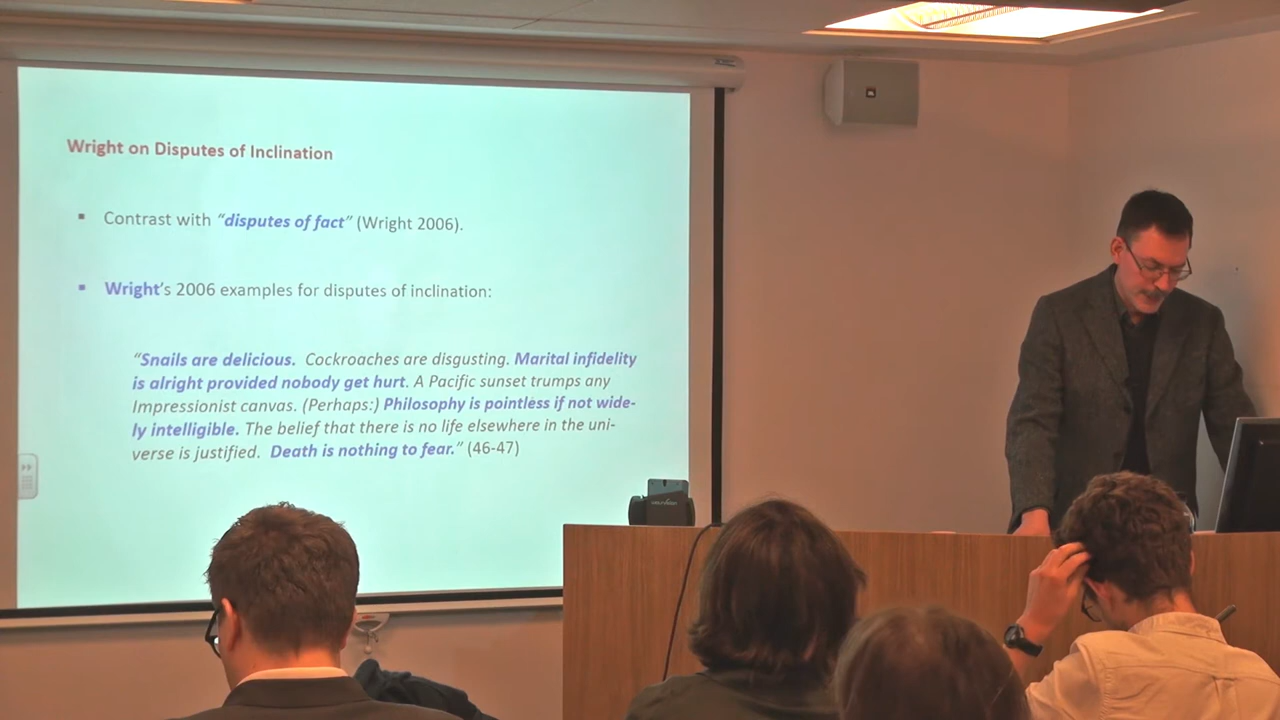 Wright on Disputes of Inclination
▪ Contrast with “disputes of fact” (Wright 2006).
▪ Wright’s 2006 examples for disputes of inclination:
“Snails are delicious. Cockroaches are disgusting. Marital infidelity
is alright provided nobody get hurt. A Pacific sunset trumps any
Impressionist canvas. (Perhaps:) Philosophy is pointless if not wide-
ly intelligible. The belief that there is no life elsewhere in the uni-
verse is justified. Death is nothing to fear.” (46-47)